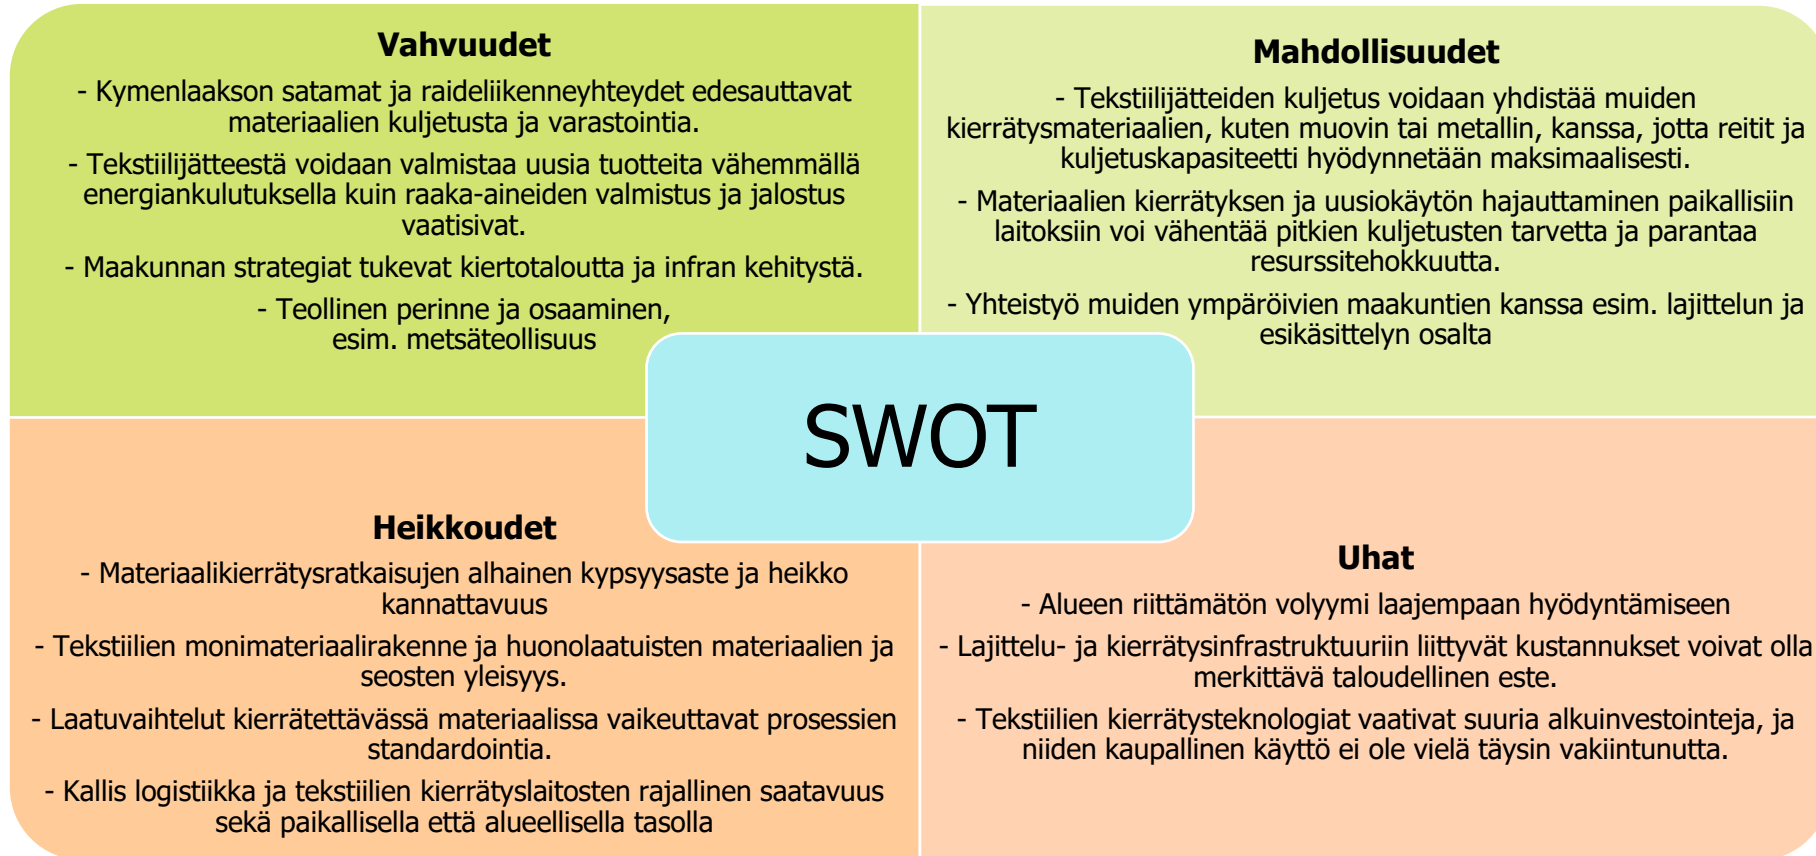 Vahvuudet
- Kymenlaakson satamat ja raideliikenneyhteydet edesauttavat
materiaalien kuljetusta ja varastointia.
- Tekstiilijätteestä voidaan valmistaa uusia tuotteita vähemmällä
energiankulutuksella kuin raaka-aineiden valmistus ja jalostus
vaatisivat.
- Maakunnan strategiat tukevat kiertotaloutta ja infran kehitystä.
- Teollinen perinne ja osaaminen,
esim. metsäteollisuus
Mahdollisuudet
- Tekstiilijätteiden kuljetus voidaan yhdistää muiden
kierrätysmateriaalien, kuten muovin tai metallin, kanssa, jotta reitit ja
kuljetuskapasiteetti hyödynnetään maksimaalisesti.
- Materiaalien kierrätyksen ja uusiokäytön hajauttaminen paikallisiin
laitoksiin voi vähentää pitkien kuljetusten tarvetta ja parantaa
resurssitehokkuutta.
- Yhteistyö muiden ympäröivien maakuntien kanssa esim. lajittelun ja
esikäsittelyn osalta
SWOT
Heikkoudet
- Materiaalikierrätysratkaisujen alhainen kypsyysaste ja heikko
kannattavuus
- Tekstiilien monimateriaalirakenne ja huonolaatuisten materiaalien ja
seosten yleisyys.
- Laatuvaihtelut kierrätettävässä materiaalissa vaikeuttavat prosessien
standardointia.
- Kallis logistiikka ja tekstiilien kierrätyslaitosten rajallinen saatavuus
sekä paikallisella että alueellisella tasolla
Uhat
- Alueen riittämätön volyymi laajempaan hyödyntämiseen
- Lajittelu- ja kierrätysinfrastruktuuriin liittyvät kustannukset voivat olla
merkittävä taloudellinen este.
- Tekstiilien kierrätysteknologiat vaativat suuria alkuinvestointeja, ja
niiden kaupallinen käyttö ei ole vielä täysin vakiintunutta.